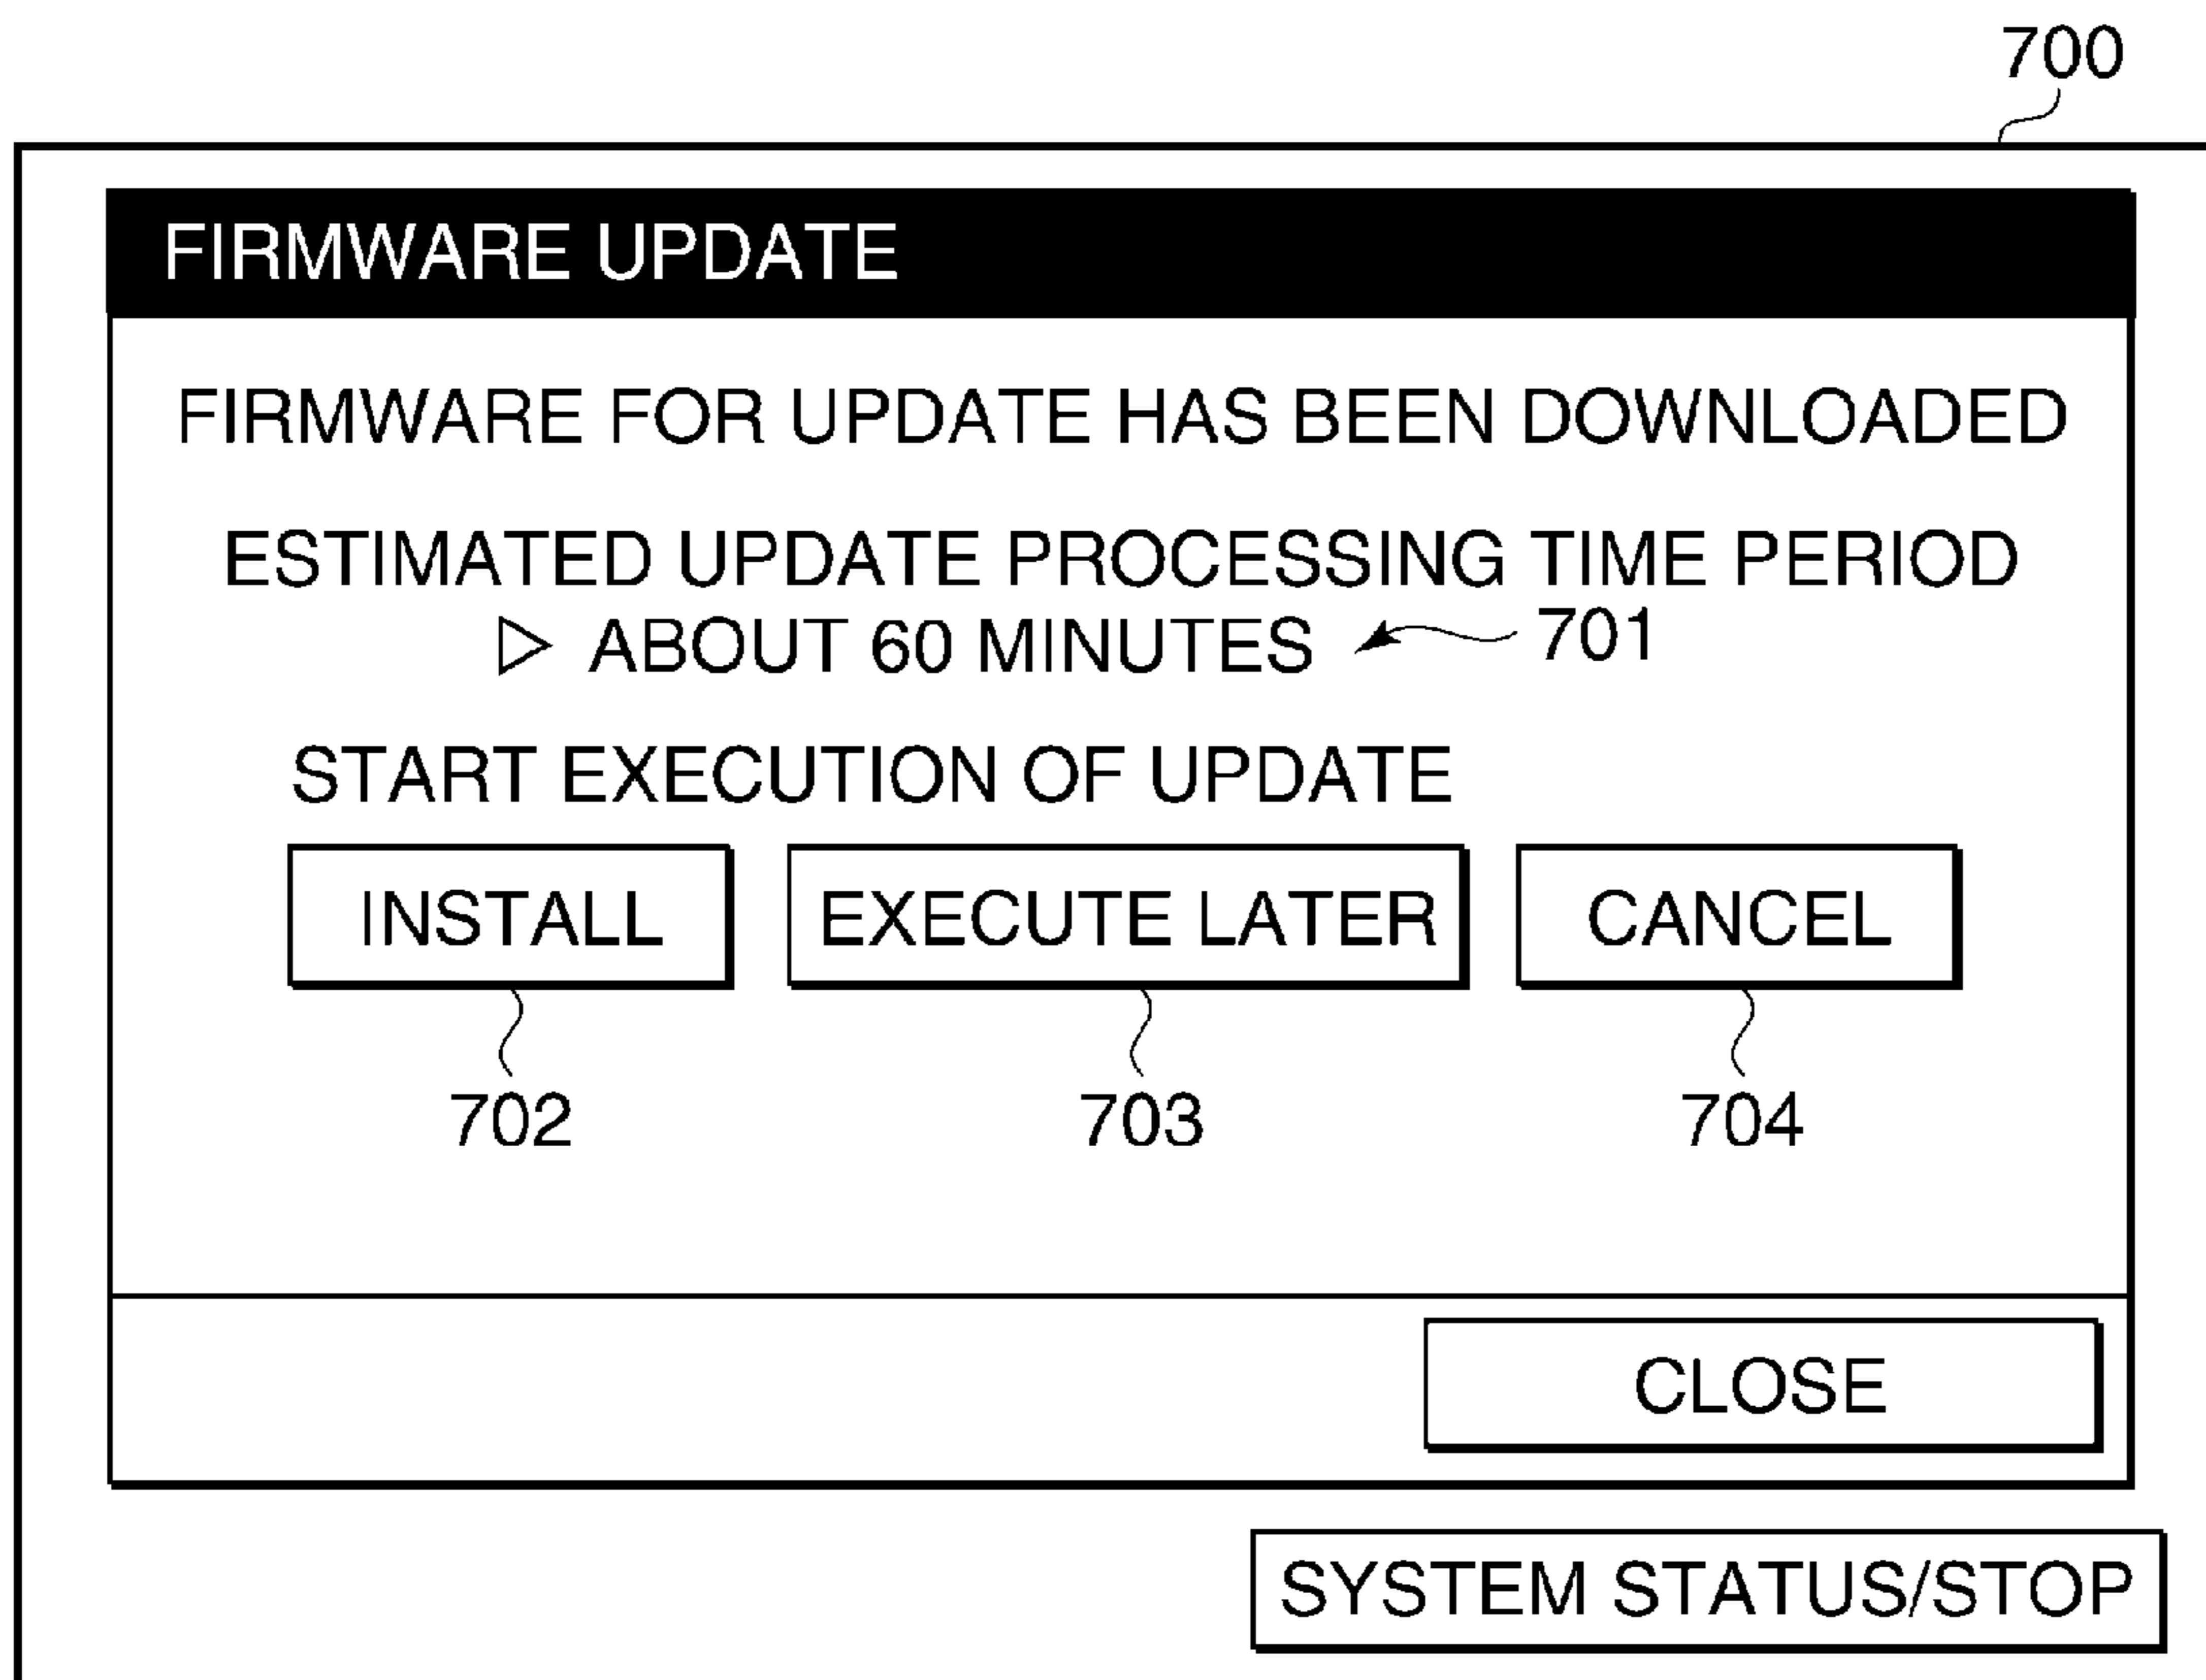 700
FIRMWARE UPDATE
FIRMWARE FOR UPDATE HAS BEEN DOWNLOADED
ESTIMATED UPDATE PROCESSING TIME PERIOD
▷ ABOUT 60 MINUTES 701
START EXECUTION OF UPDATE
INSTALL EXECUTE LATER CANCEL
702 703 704
CLOSE
SYSTEM STATUS/STOP